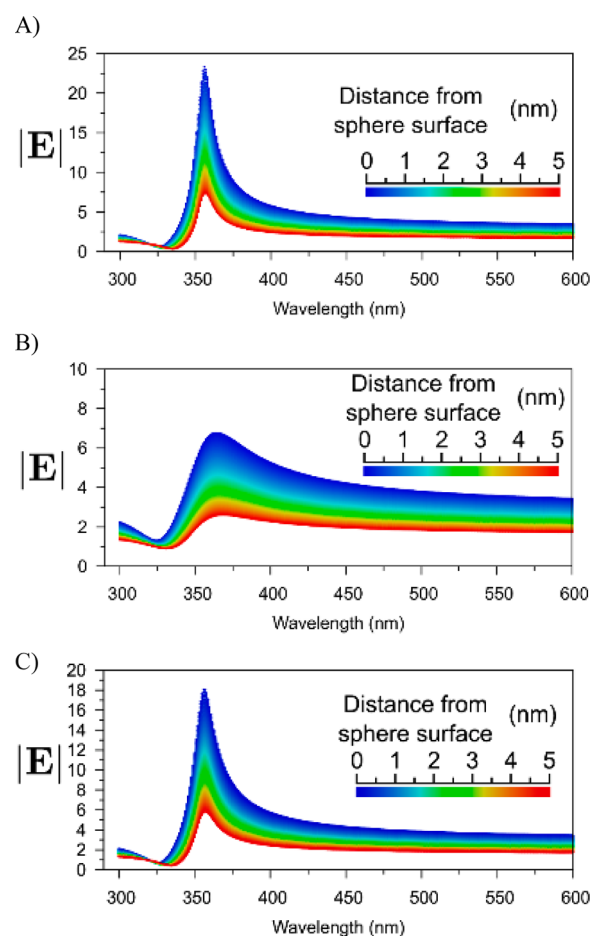 A)
25
20
15
10
5
0
|E|
Distance from
sphere surface (nm)
0 1 2 3 4 5
300 350 400 450 500 550 600
Wavelength (nm)
B)
10
8
6
4
2
0
|E|
Distance from
sphere surface (nm)
0 1 2 3 4 5
300 350 400 450 500 550 600
Wavelength (nm)
C)
20
18
16
14
12
10
8
6
4
2
0
|E|
Distance from
sphere surface (nm)
0 1 2 3 4 5
300 350 400 450 500 550 600
Wavelength (nm)